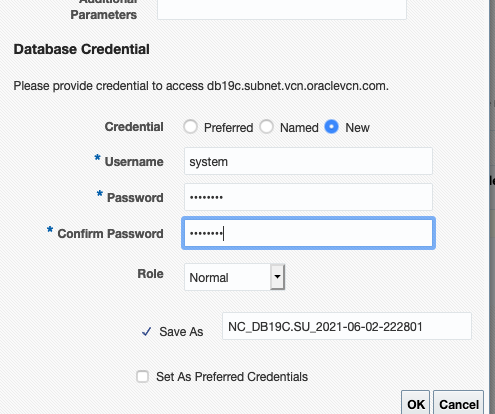 Additional
Parameters
Database Credential
Please provide credential to access db19c.subnet.vcn.oraclevcn.com.
Credential Preferred Named New
* Username system
* Password ••••••••
* Confirm Password ••••••••
Role Normal
Save As NC_DB19C.SU_2021-06-02-222801
Set As Preferred Credentials
OK Cancel